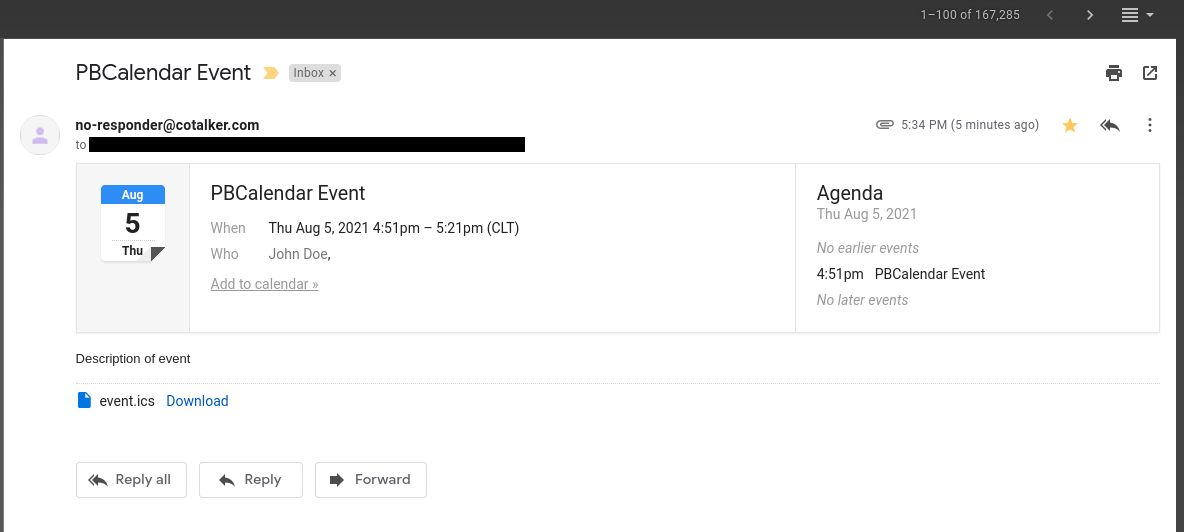 1–100 of 167,285
PBCalendar Event
Inbox ×
no-responder@cotalker.com
5:34 PM (5 minutes ago)
to
Aug
5
Thu
PBCalendar Event
When Thu Aug 5, 2021 4:51pm – 5:21pm (CLT)
Who John Doe,
Add to calendar »
Agenda
Thu Aug 5, 2021
No earlier events
4:51pm PBCalendar Event
No later events
Description of event
event.ics Download
Reply all Reply Forward